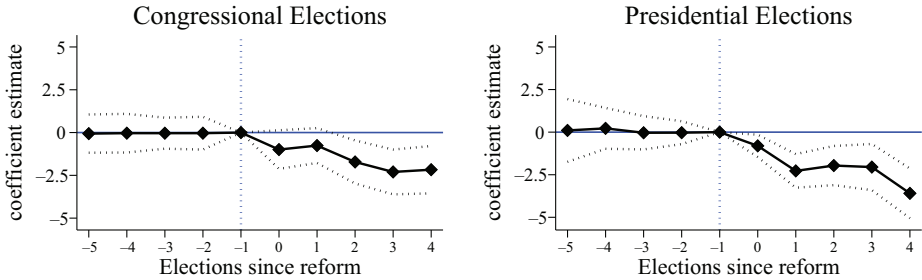 Congressional Elections
coefficient estimate
5
2.5
0
−2.5
−5
−5 −4 −3 −2 −1 0 1 2 3 4
Elections since reform
Presidential Elections
coefficient estimate
5
2.5
0
−2.5
−5
−5 −4 −3 −2 −1 0 1 2 3 4
Elections since reform